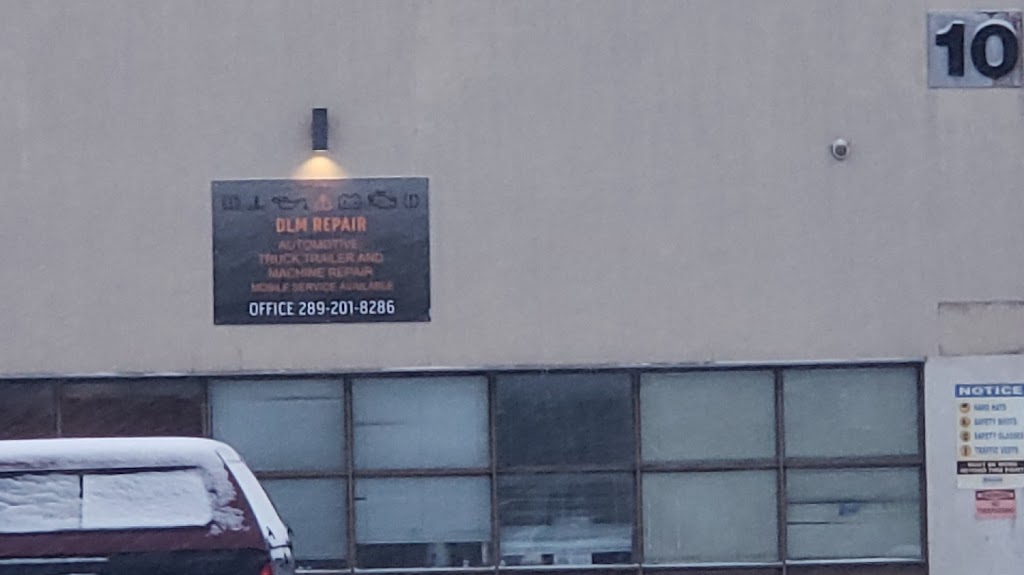 10
DLM REPAIR
AUTOMOTIVE
TRUCK, TRAILER AND
MACHINE REPAIR
MOBILE SERVICE AVAILABLE
OFFICE 289-201-8286
NOTICE
HARD HATS
SAFETY BOOTS
SAFETY GLASSES
TRAFFIC VESTS